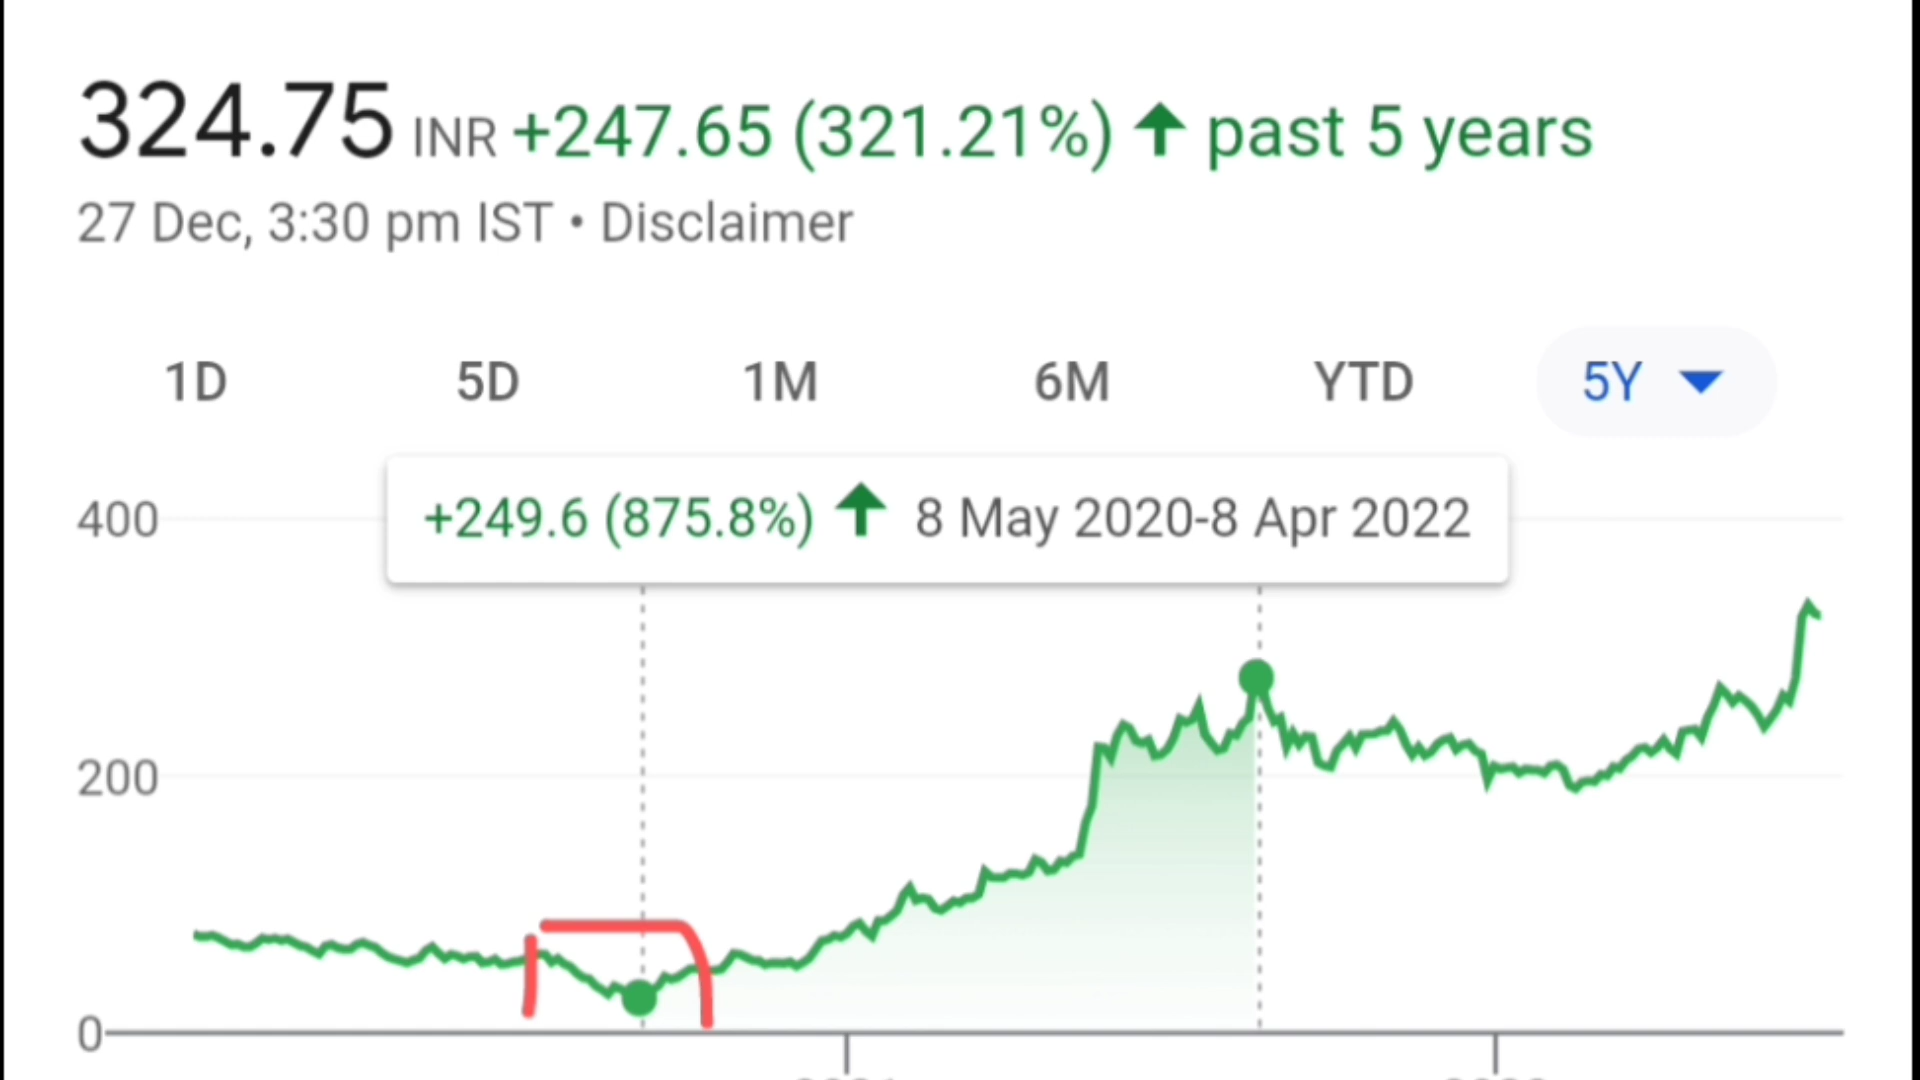 324.75 INR +247.65 (321.21%) ↑ past 5 years
27 Dec, 3:30 pm IST • Disclaimer
1D 5D 1M 6M YTD 5Y
+249.6 (875.8%) ↑ 8 May 2020-8 Apr 2022
400
200
0